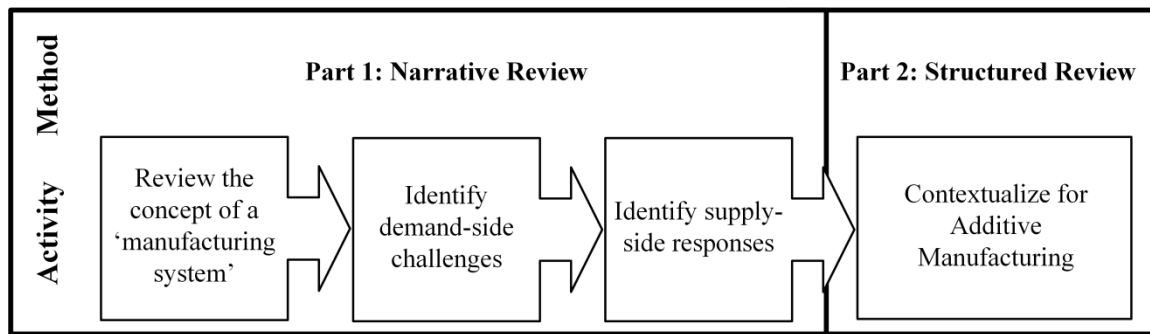 Method
Part 1: Narrative Review
Part 2: Structured Review
Activity
Review the
concept of a
‘manufacturing
system’
Identify
demand-side
challenges
Identify supply-
side responses
Contextualize for
Additive
Manufacturing